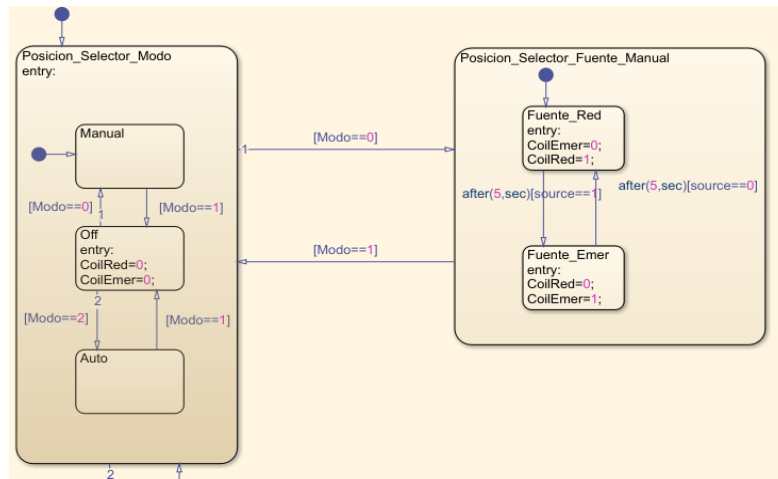 Posicion_Selector_Modo
entry:
Manual
[Modo==0]
1
[Modo==1]
Off
entry:
CoilRed=0;
CoilEmer=0;
2
[Modo==2]
[Modo==1]
Auto
2
1
[Modo==0]
[Modo==1]
Posicion_Selector_Fuente_Manual
Fuente_Red
entry:
CoilEmer=0;
CoilRed=1;
after(5,sec)[source==1]
after(5,sec)[source==0]
Fuente_Emer
entry:
CoilRed=0;
CoilEmer=1;